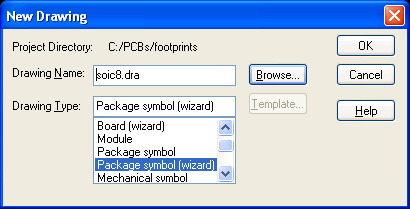 New Drawing
Project Directory: C:/PCBs/footprints
OK
Drawing Name: soic8.dra
Browse...
Cancel
Drawing Type: Package symbol (wizard)
Template...
Help
Board (wizard)
Module
Package symbol
Package symbol (wizard)
Mechanical symbol